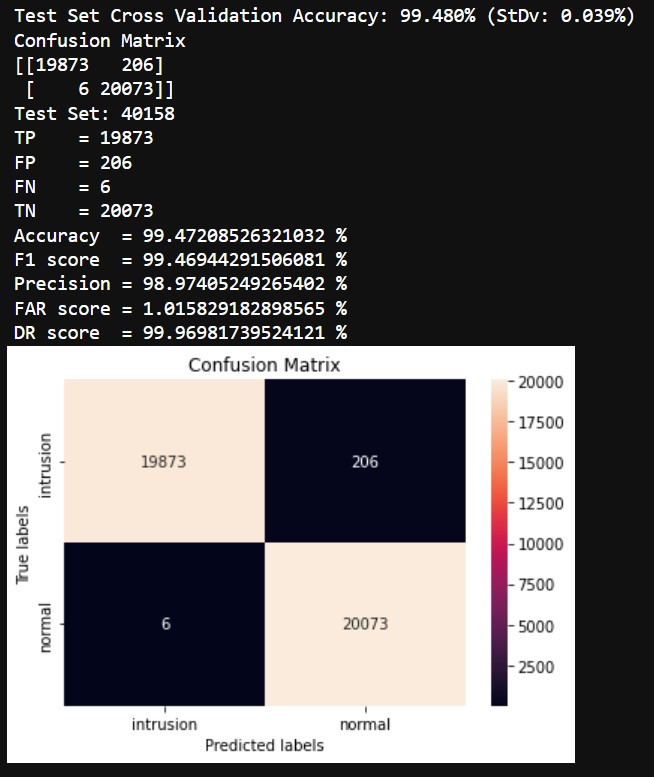 Test Set Cross Validation Accuracy: 99.480% (StDv: 0.039%)
Confusion Matrix
[[19873   206]
 [    6 20073]]
Test Set: 40158
TP    = 19873
FP    = 206
FN    = 6
TN    = 20073
Accuracy  = 99.47208526321032 %
F1 score  = 99.46944291506081 %
Precision = 98.97405249265402 %
FAR score = 1.015829182898565 %
DR score  = 99.96981739524121 %
Confusion Matrix
True labels
intrusion
normal
19873 206
6 20073
intrusion normal
Predicted labels
20000
17500
15000
12500
10000
7500
5000
2500